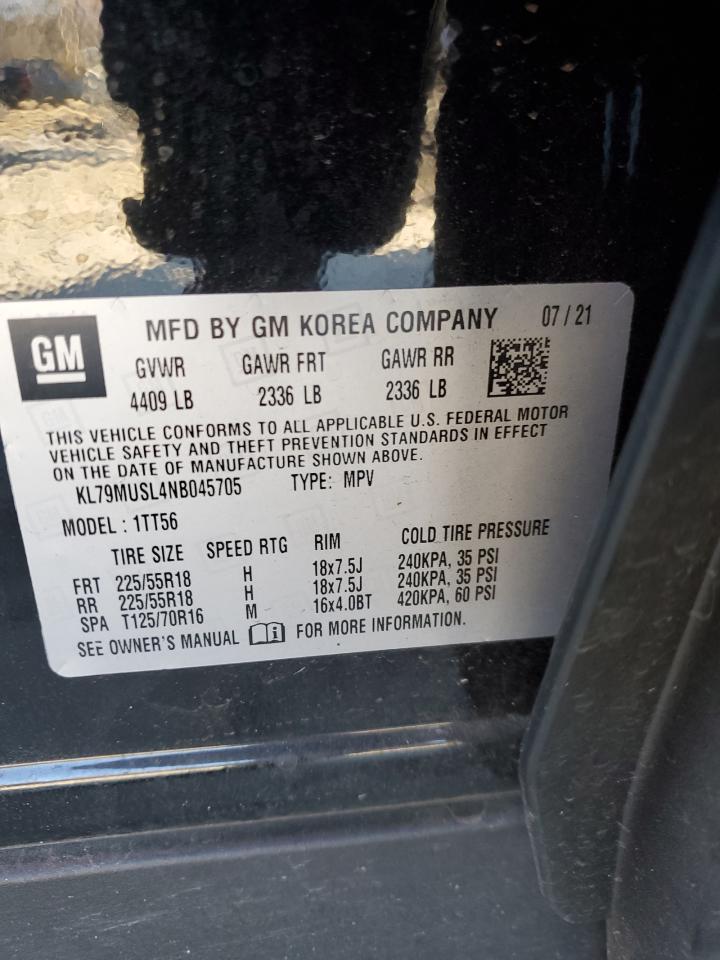 GM
MFD BY GM KOREA COMPANY 07 / 21
GVWR GAWR FRT GAWR RR
4409 LB 2336 LB 2336 LB
THIS VEHICLE CONFORMS TO ALL APPLICABLE U.S. FEDERAL MOTOR
VEHICLE SAFETY AND THEFT PREVENTION STANDARDS IN EFFECT
ON THE DATE OF MANUFACTURE SHOWN ABOVE.
KL79MUSL4NB045705 TYPE: MPV
MODEL : 1TT56
TIRE SIZE SPEED RTG RIM COLD TIRE PRESSURE
FRT 225/55R18 H 18x7.5J 240KPA, 35 PSI
RR 225/55R18 H 18x7.5J 240KPA, 35 PSI
SPA T125/70R16 M 16x4.0BT 420KPA, 60 PSI
SEE OWNER'S MANUAL FOR MORE INFORMATION.